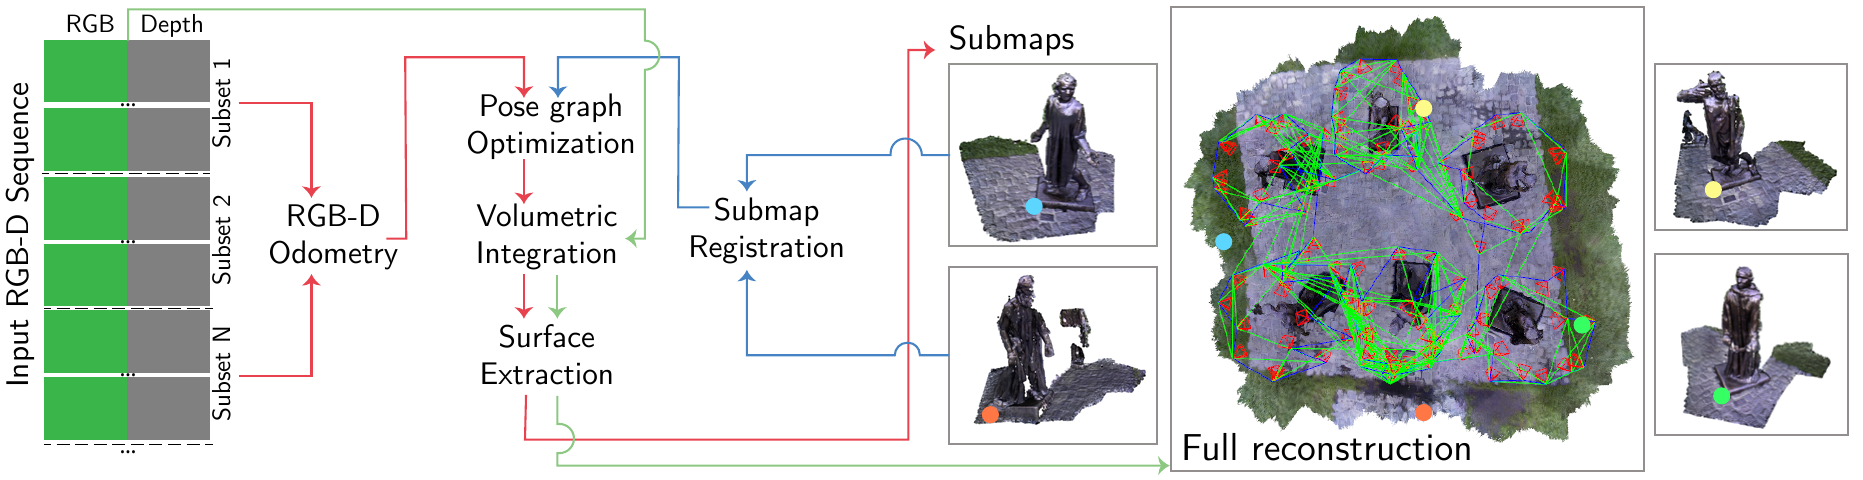 RGB
Depth
Input RGB-D Sequence
Subset 1
...
Subset 2
...
Subset N
...
...
RGB-D
Odometry
Pose graph
Optimization
Volumetric
Integration
Surface
Extraction
Submap
Registration
Submaps
Full reconstruction